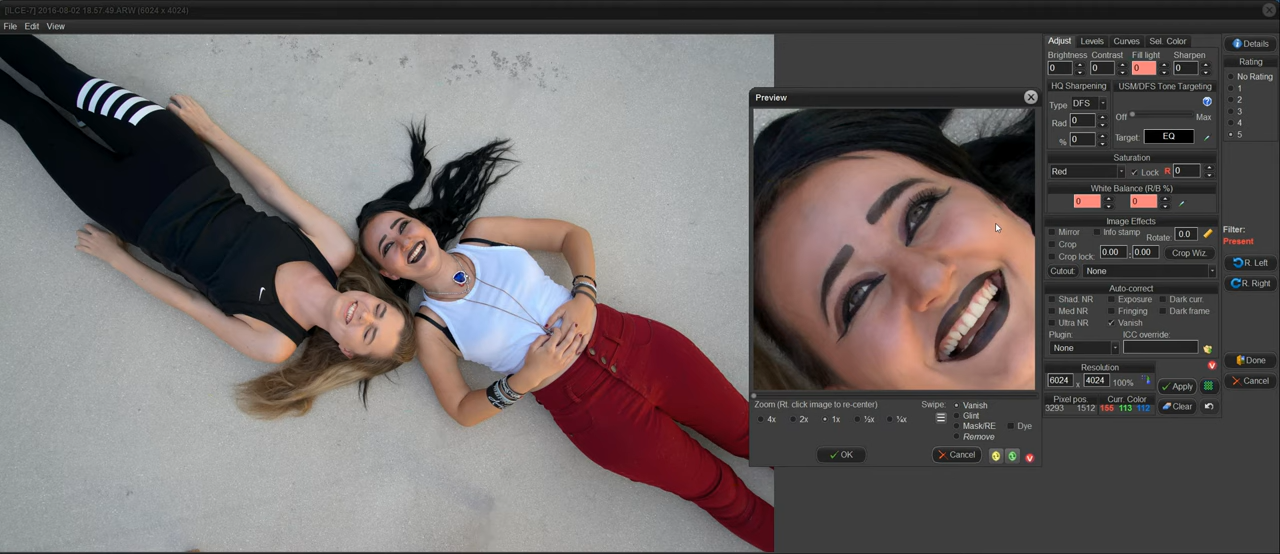 [ILCE-7] 2016-08-02 18.57.49.ARW (6024 x 4024)
File Edit View
Preview
Zoom (Rt. click image to re-center)
4x 2x 1x ½x ¼x
Swipe:
Vanish
Glint
Mask/RE Dye
Remove
OK Cancel
Adjust Levels Curves Sel. Color
Brightness Contrast Fill light Sharpen
0 0 0 0
HQ Sharpening USM/DFS Tone Targeting
Type DFS
Rad 0 Off Max
% 0 Target: EQ
Saturation
Red Lock R 0
White Balance (R/B %)
0 0
Image Effects
Mirror Info stamp Rotate: 0.0
Crop
Crop lock: 0.00 : 0.00 Crop Wiz.
Cutout: None
Auto-correct
Shad. NR Exposure Dark curr.
Med NR Fringing Dark frame
Ultra NR Vanish
Plugin: ICC override:
None
Resolution
6024 x 4024 100% Apply
Pixel pos. Curr. Color Clear
3293 1512 155 113 112
Details
Rating
No Rating
1
2
3
4
5
Filter:
Present
R. Left
R. Right
Done
Cancel